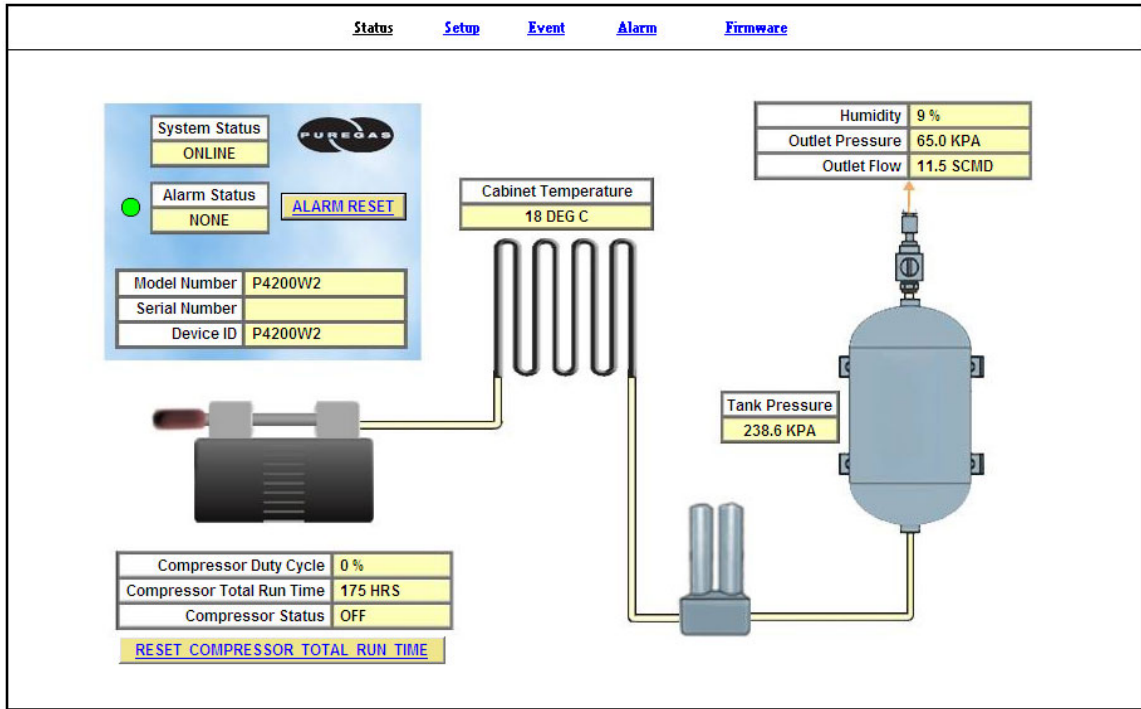 Status Setup Event Alarm Firmware
System Status
ONLINE
PUREGAS
Alarm Status
NONE
ALARM RESET
Model Number P4200W2
Serial Number
Device ID P4200W2
Cabinet Temperature
18 DEG C
Humidity 9 %
Outlet Pressure 65.0 KPA
Outlet Flow 11.5 SCMD
Tank Pressure
238.6 KPA
Compressor Duty Cycle 0 %
Compressor Total Run Time 175 HRS
Compressor Status OFF
RESET COMPRESSOR TOTAL RUN TIME